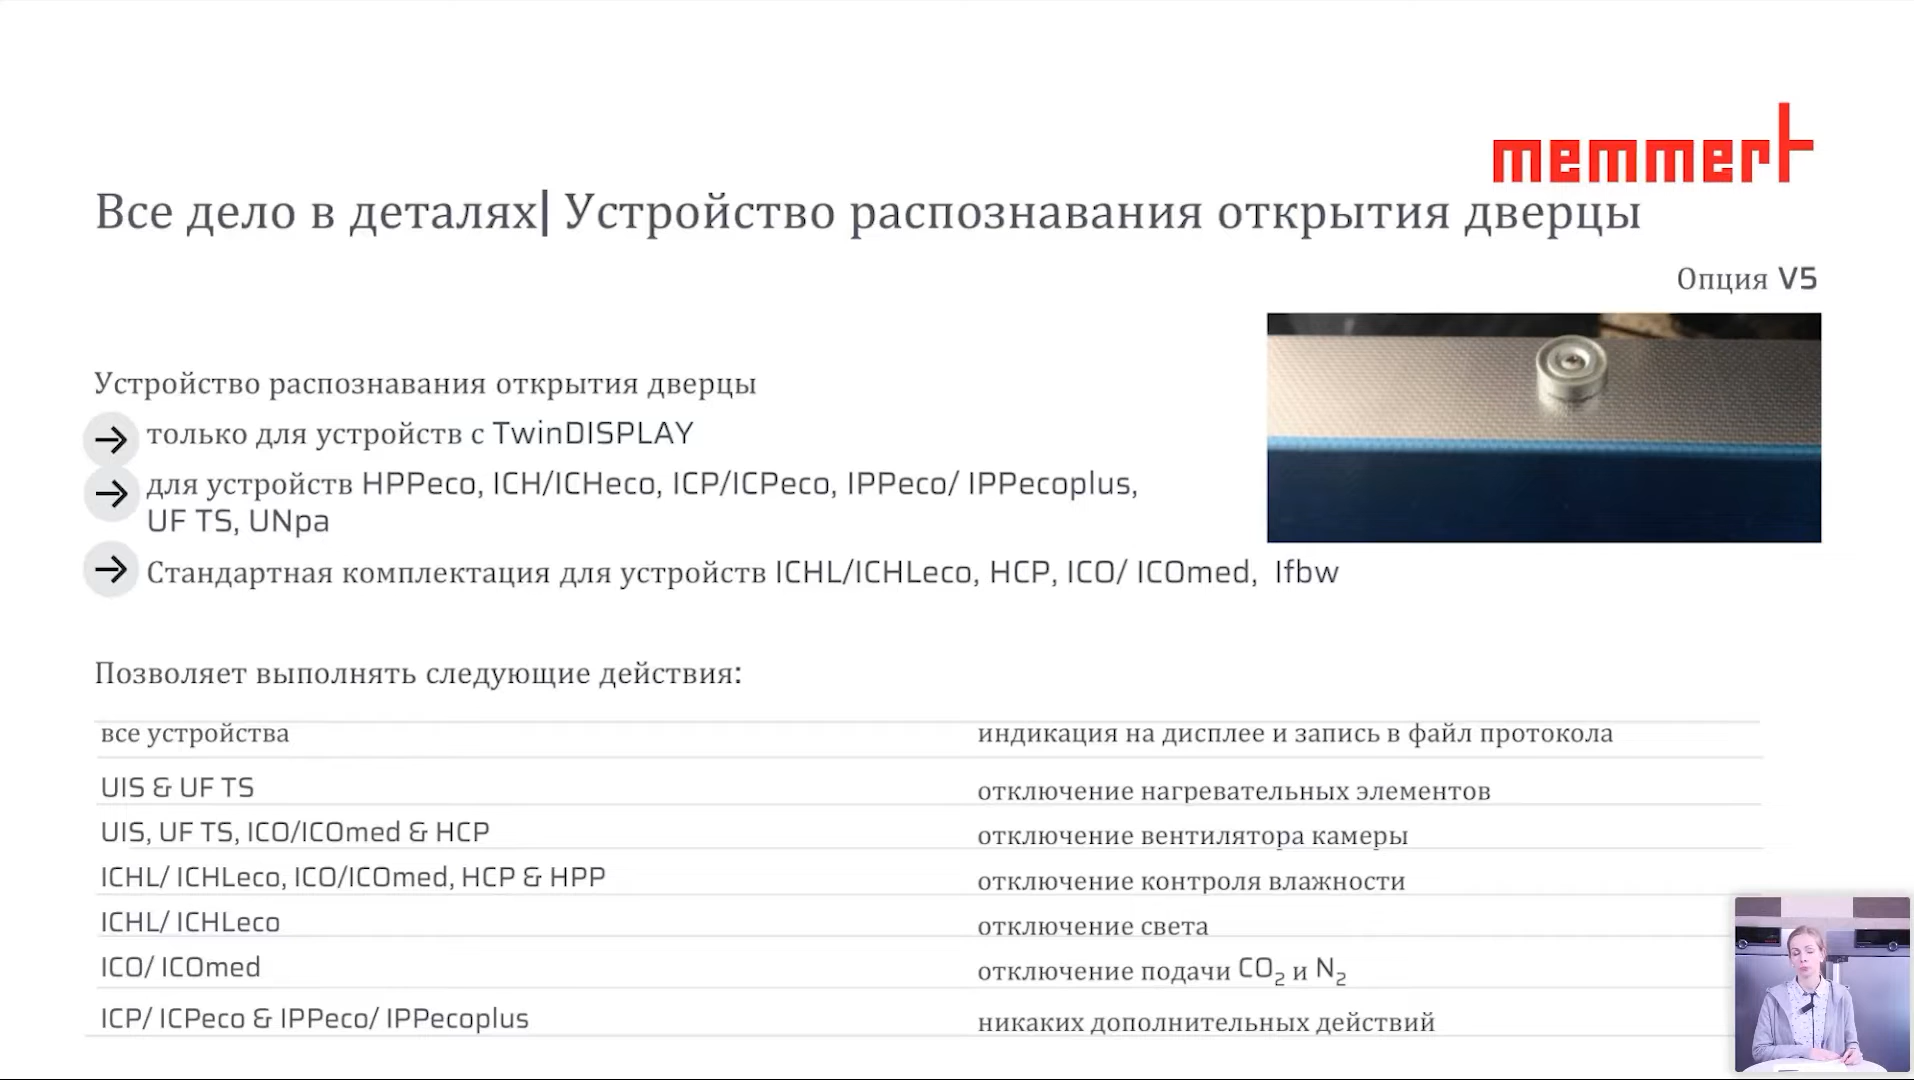 memmert
Все дело в деталях| Устройство распознавания открытия дверцы
Опция V5
Устройство распознавания открытия дверцы
только для устройств с TwinDISPLAY
для устройств HPPeco, ICH/ICHeco, ICP/ICPeco, IPPeco/ IPPecoplus,
UF TS, UNpa
Стандартная комплектация для устройств ICHL/ICHLeco, HCP, ICO/ ICOmed, Ifbw
Позволяет выполнять следующие действия:
все устройства индикация на дисплее и запись в файл протокола
UIS & UF TS отключение нагревательных элементов
UIS, UF TS, ICO/ICOmed & HCP отключение вентилятора камеры
ICHL/ ICHLeco, ICO/ICOmed, HCP & HPP отключение контроля влажности
ICHL/ ICHLeco отключение света
ICO/ ICOmed отключение подачи CO₂ и N₂
ICP/ ICPeco & IPPeco/ IPPecoplus никаких дополнительных действий